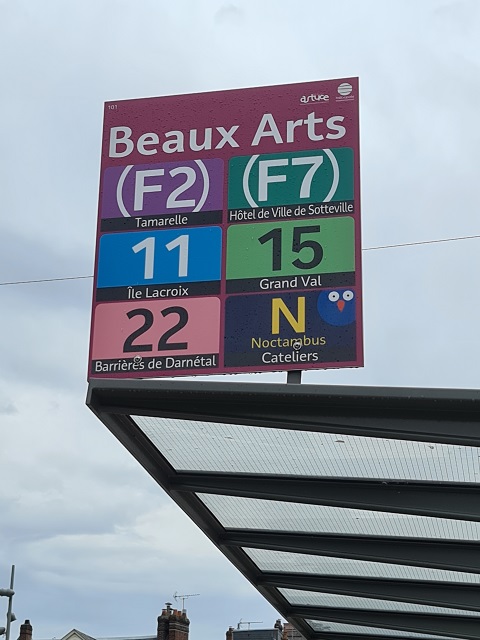 101
astuce
Beaux Arts
(F2)
Tamarelle
(F7)
Hôtel de Ville de Sotteville
11
Île Lacroix
15
Grand Val
22
Barrières de Darnétal
N
Noctambus
Cateliers